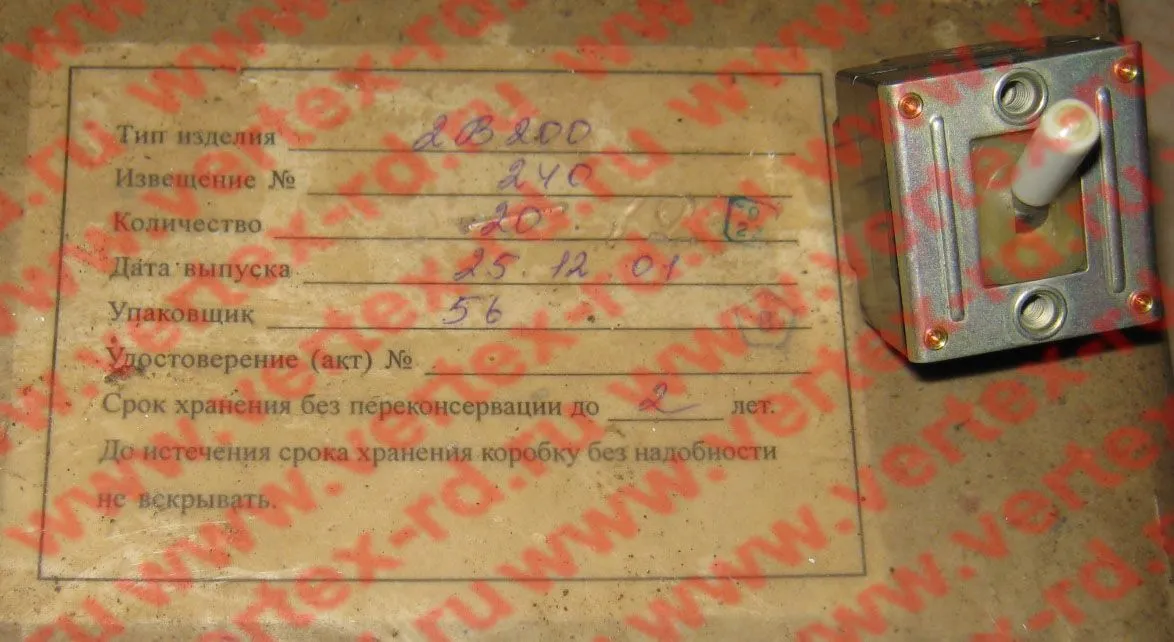 Тип изделия 2В200
Извещение № 240
Количество 20 10
Дата выпуска 25.12.01
Упаковщик 56
Удостоверение (акт) №
Срок хранения без переконсервации до 2 лет.
До истечения срока хранения коробку без надобности
не вскрывать.
www.vertex-rd.ru